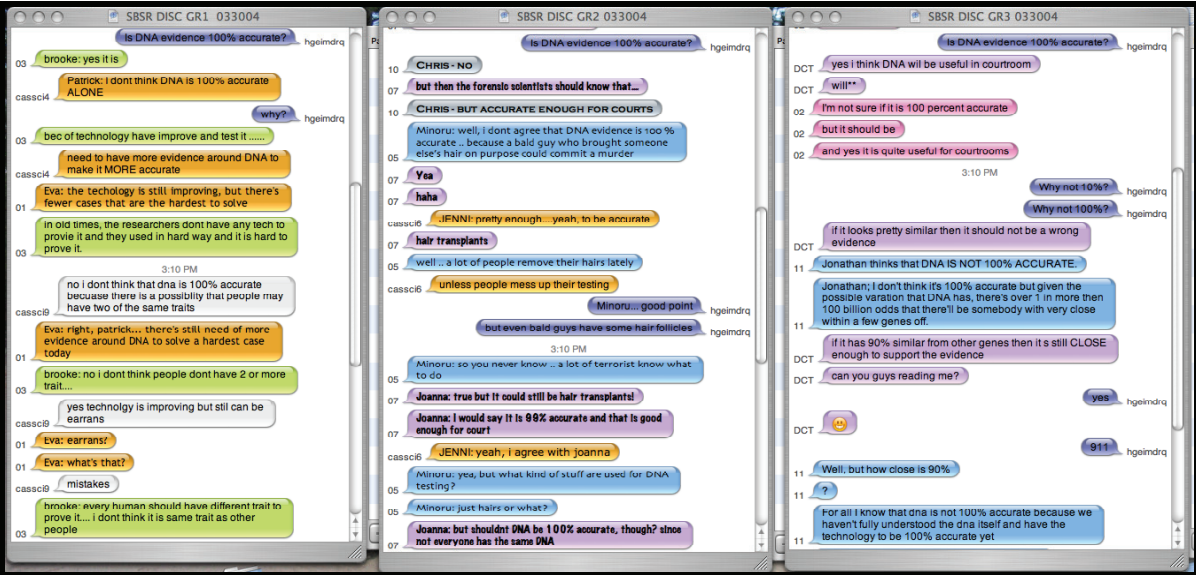 SBSR DISC GR1 033004
Is DNA evidence 100% accurate?
hgeimdrq
brooke: yes it is
03
Patrick: I dont think DNA is 100% accurate
ALONE
cassci4
why?
hgeimdrq
bec of technology have improve and test it ......
03
need to have more evidence around DNA to
make it MORE accurate
cassci4
Eva: the techology is still improving, but there's
fewer cases that are the hardest to solve
01
in old times, the researchers dont have any tech to
provie it and they used in hard way and it is hard to
prove it.
03
3:10 PM
no i dont think that dna is 100% accurate
becuase there is a possiblity that people may
have two of the same traits
cassci9
Eva: right, patrick... there's still need of more
evidence around DNA to solve a hardest case
today
01
brooke: no i dont think people dont have 2 or more
trait....
03
yes technolgy is improving but stil can be
earrans
cassci9
Eva: earrans?
01
Eva: what's that?
01
mistakes
cassci9
brooke: every human should have different trait to
prove it.... i dont think it is same trait as other
people
03
SBSR DISC GR2 033004
Is DNA evidence 100% accurate?
hgeimdrq
CHRIS - NO
10
but then the forensic scientists should know that...
07
CHRIS - BUT ACCURATE ENOUGH FOR COURTS
10
Minoru: well, i dont agree that DNA evidence is 100 %
accurate .. because a bald guy who brought someone
else's hair on purpose could commit a murder
05
Yea
07
haha
07
JENNI: pretty enough... yeah, to be accurate
cassci6
hair transplants
07
well .. a lot of people remove their hairs lately
05
unless people mess up their testing
cassci6
Minoru... good point
hgeimdrq
but even bald guys have some hair follicles
hgeimdrq
3:10 PM
Minoru: so you never know .. a lot of terrorist know what
to do
05
Joanna: true but it could still be hair transplants!
07
Joanna: I would say it is 99% accurate and that is good
enough for court
07
JENNI: yeah, i agree with joanna
cassci6
Minoru: yea, but what kind of stuff are used for DNA
testing?
05
Minoru: just hairs or what?
05
Joanna: but shouldnt DNA be 100% accurate, though? since
not everyone has the same DNA
07
Pa
SBSR DISC GR3 033004
Is DNA evidence 100% accurate?
hgeimdrq
yes i think DNA wil be useful in courtroom
DCT
will**
DCT
I'm not sure if it is 100 percent accurate
02
but it should be
02
and yes it is quite useful for courtrooms
02
3:10 PM
Why not 10%?
hgeimdrq
Why not 100%?
hgeimdrq
if it looks pretty similar then it should not be a wrong
evidence
DCT
Jonathan thinks that DNA IS NOT 100% ACCURATE.
11
Jonathan; I don't think it's 100% accurate but given the
possible varation that DNA has, there's over 1 in more then
100 billion odds that there'll be somebody with very close
within a few genes off.
11
if it has 90% similar from other genes then it s still CLOSE
enough to support the evidence
DCT
can you guys reading me?
DCT
yes
hgeimdrq
DCT
911
hgeimdrq
Well, but how close is 90%
11
?
11
For all I know that dna is not 100% accurate because we
haven't fully understood the dna itself and have the
technology to be 100% accurate yet
11